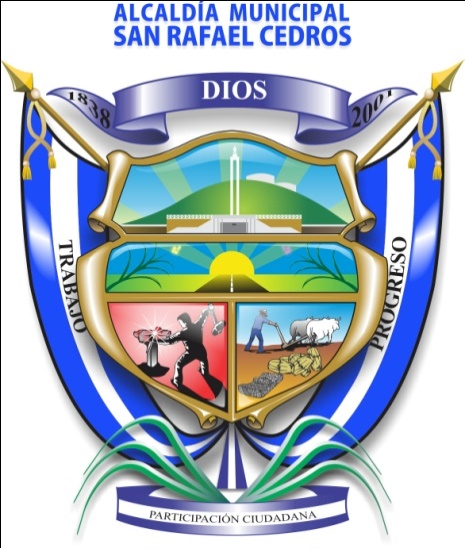 ALCALDÍA MUNICIPAL
SAN RAFAEL CEDROS
1838 DIOS 2001
TRABAJO
PROGRESO
PARTICIPACIÓN CIUDADANA